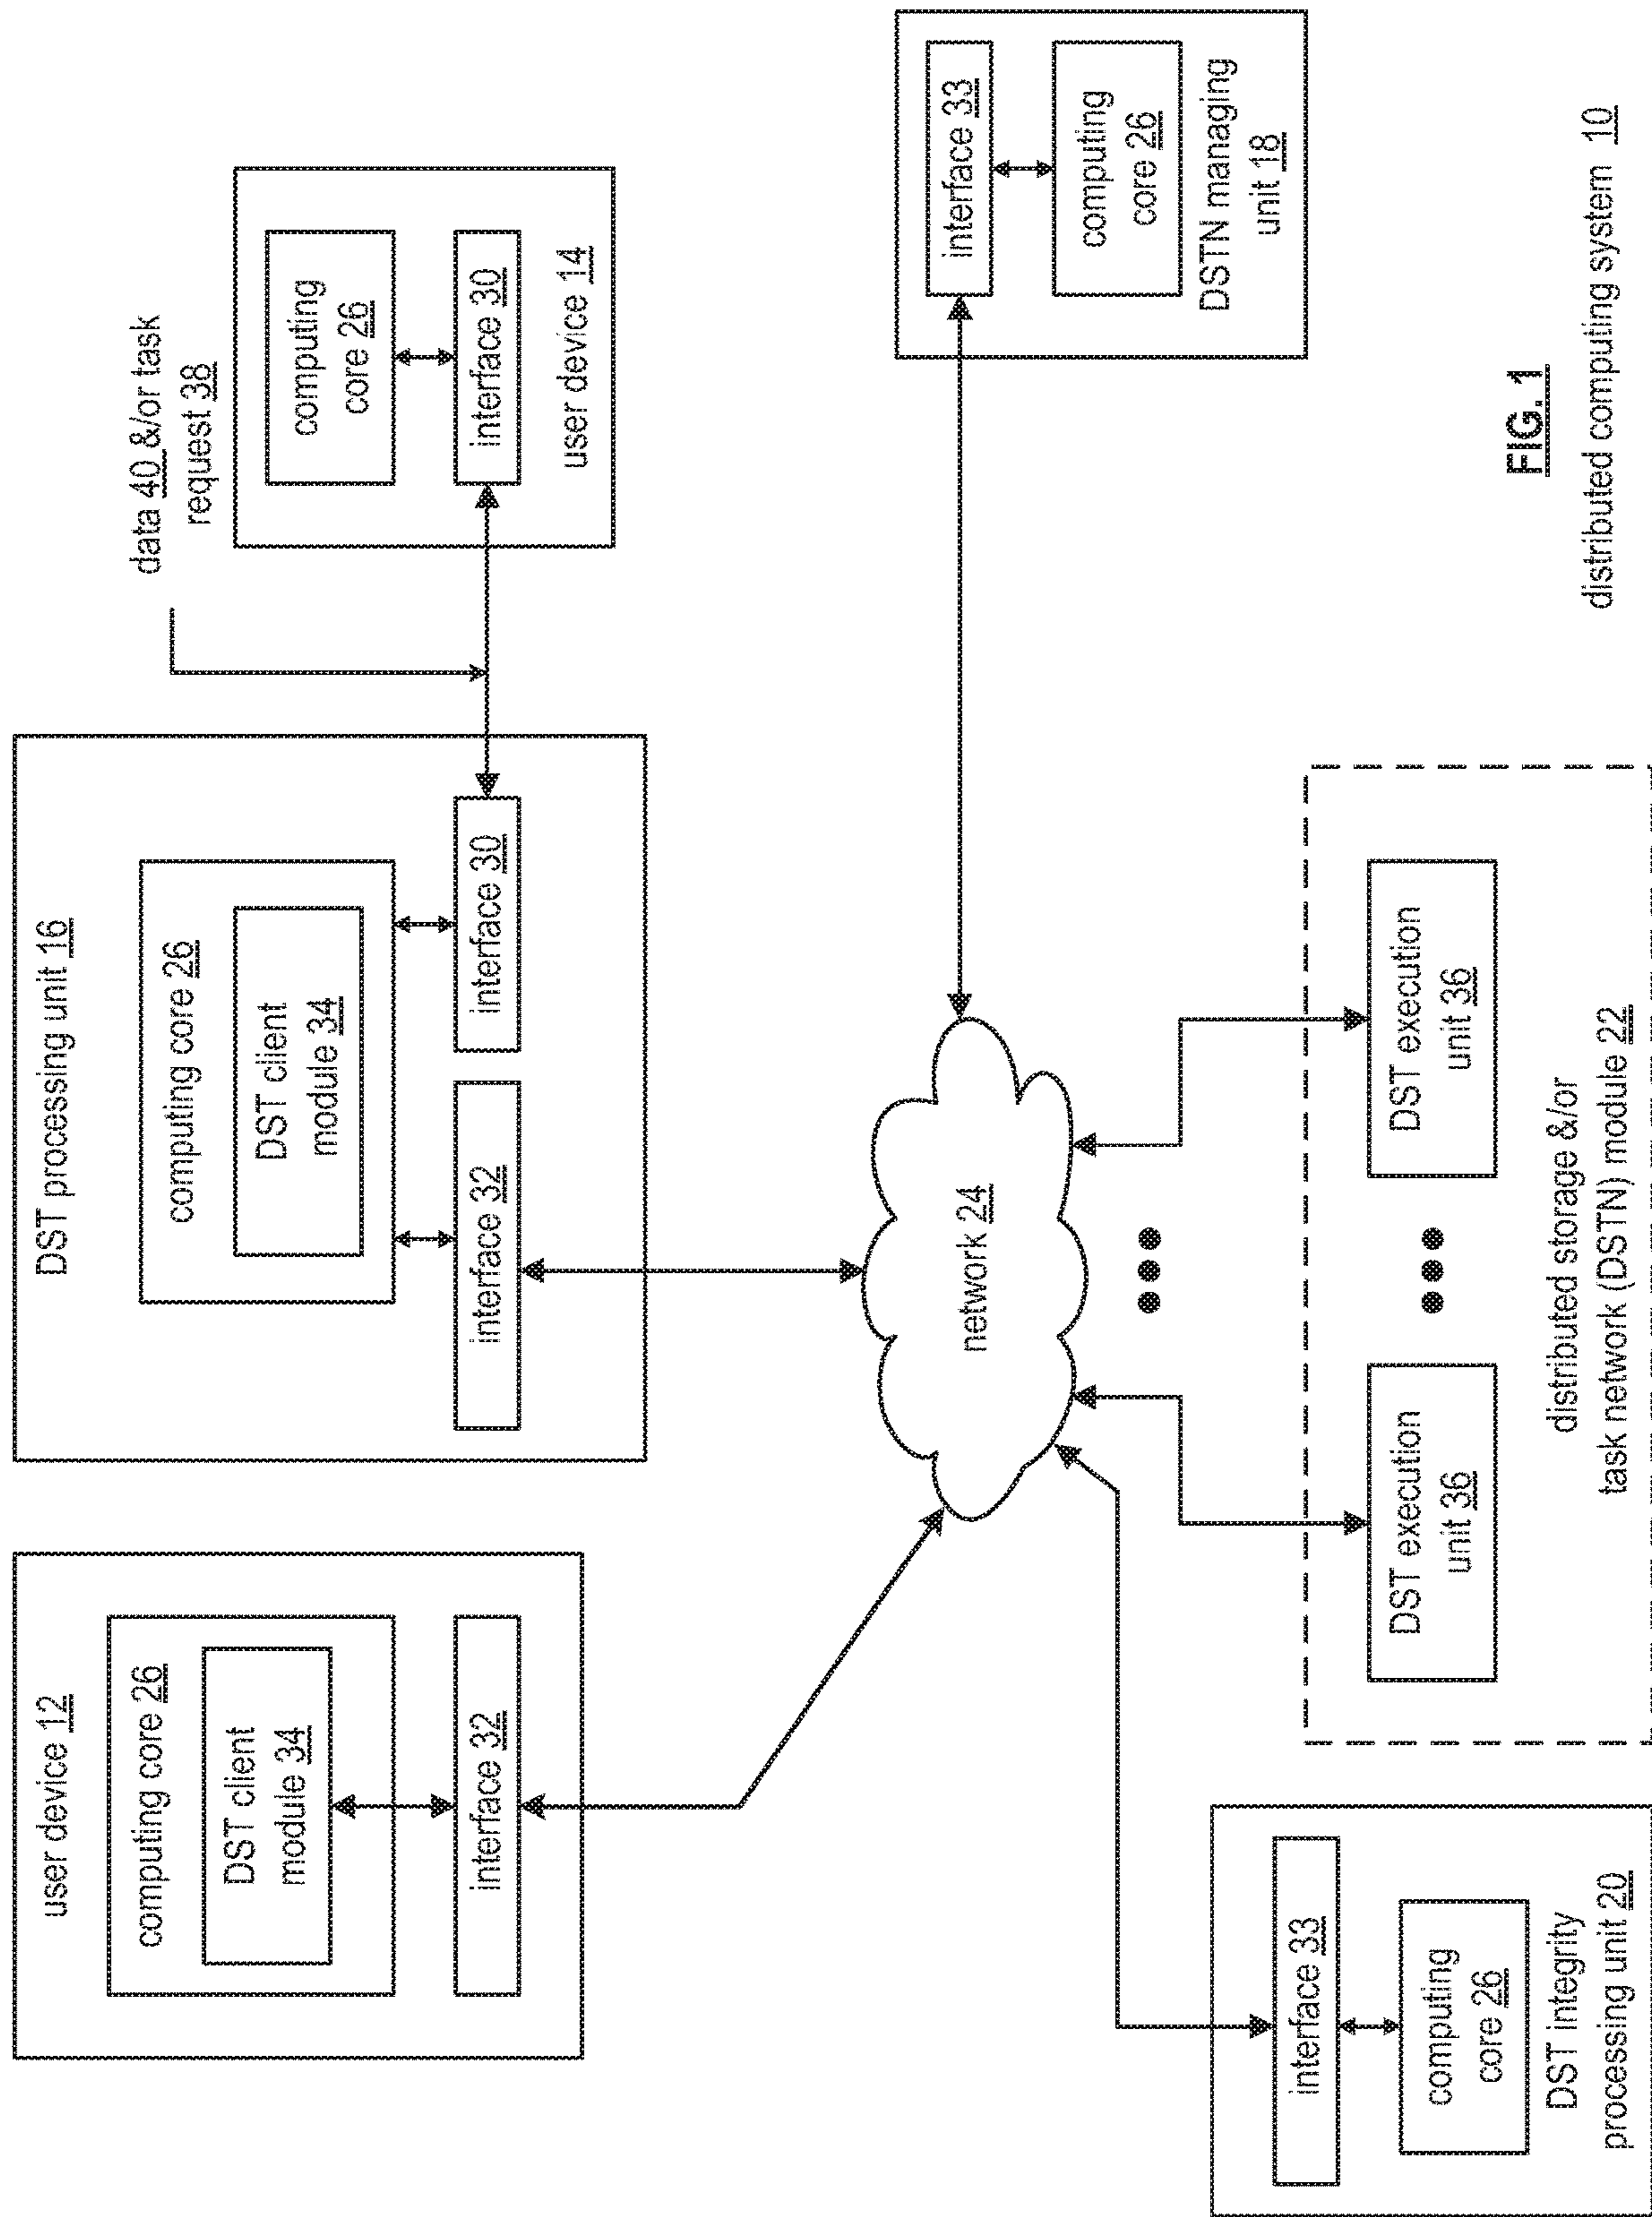 user device 12
computing core 26
DST client
module 34
interface 32
DST processing unit 16
computing core 26
DST client
module 34
interface 32
interface 30
data 40 &/or task
request 38
computing
core 26
interface 30
user device 14
network 24
interface 33
computing
core 26
DSTN managing
unit 18
interface 33
computing
core 26
DST integrity
processing unit 20
DST execution
unit 36
DST execution
unit 36
distributed storage &/or
task network (DSTN) module 22
FIG. 1
distributed computing system 10